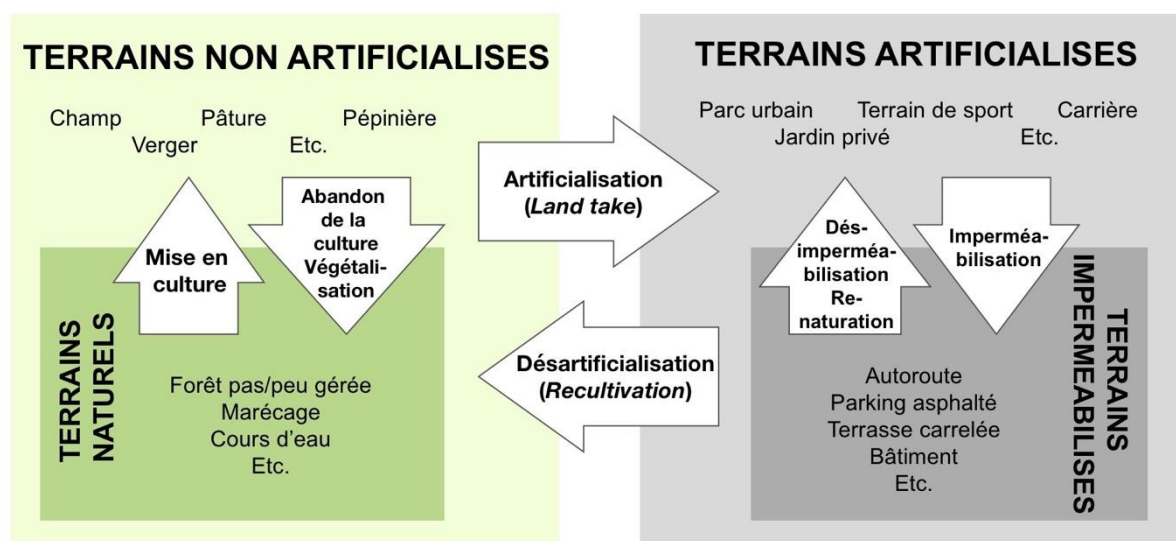 TERRAINS NON ARTIFICIALISES
Champ Pâture Pépinière
Verger Etc.
Mise en
culture
Abandon
de la
culture
Végétali-
sation
TERRAINS
NATURELS
Forêt pas/peu gérée
Marécage
Cours d’eau
Etc.
Artificialisation
(Land take)
Désartificialisation
(Recultivation)
TERRAINS ARTIFICIALISES
Parc urbain Terrain de sport Carrière
Jardin privé Etc.
Dés-
imperméa-
bilisation
Re-
naturation
Imperméa-
bilisation
TERRAINS
IMPERMEABILISES
Autoroute
Parking asphalté
Terrasse carrelée
Bâtiment
Etc.